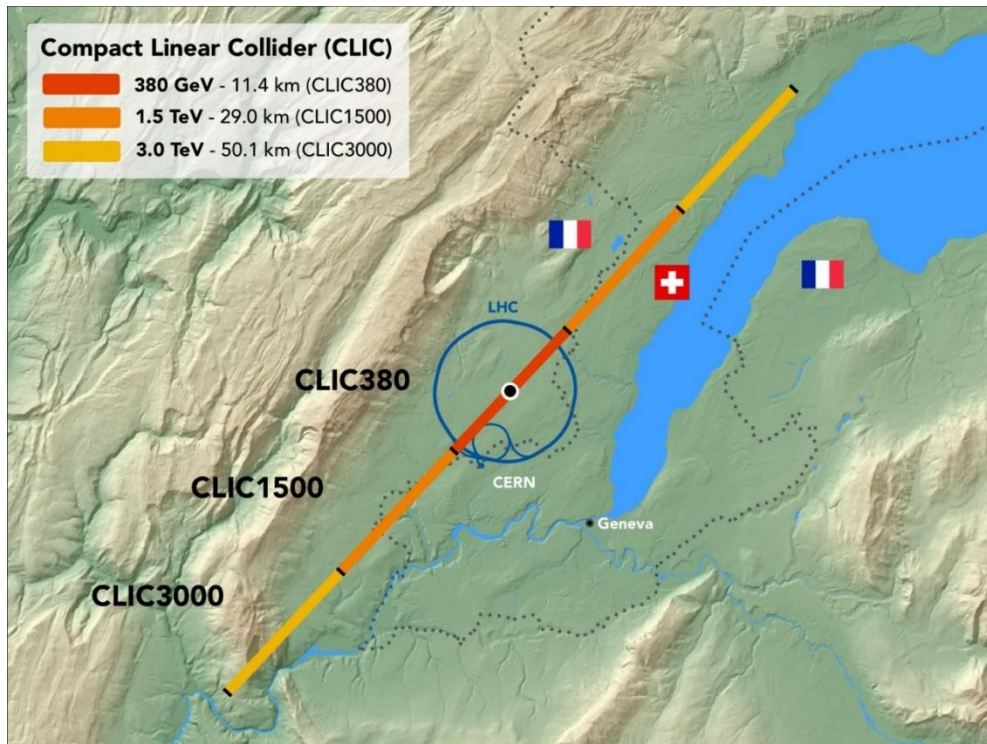 Compact Linear Collider (CLIC)
380 GeV - 11.4 km (CLIC380)
1.5 TeV - 29.0 km (CLIC1500)
3.0 TeV - 50.1 km (CLIC3000)
LHC
CLIC380
CLIC1500
CERN
Geneva
CLIC3000